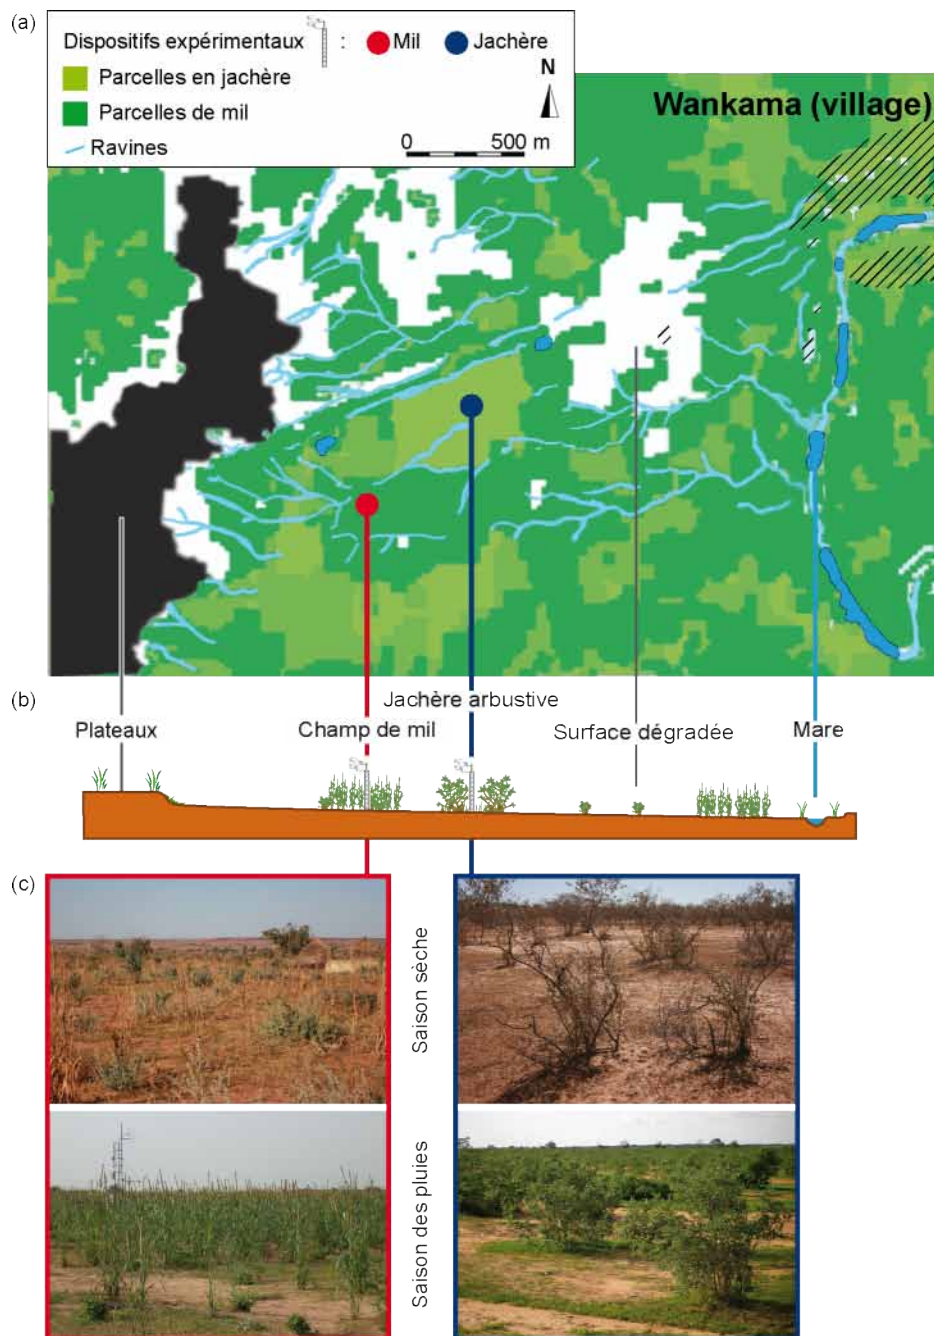 (a)
Dispositifs expérimentaux : Mil Jachère
Parcelles en jachère
Parcelles de mil
Ravines
N
0 500 m
Wankama (village)
(b)
Jachère arbustive
Plateaux
Champ de mil
Surface dégradée
Mare
(c)
Saison sèche
Saison des pluies